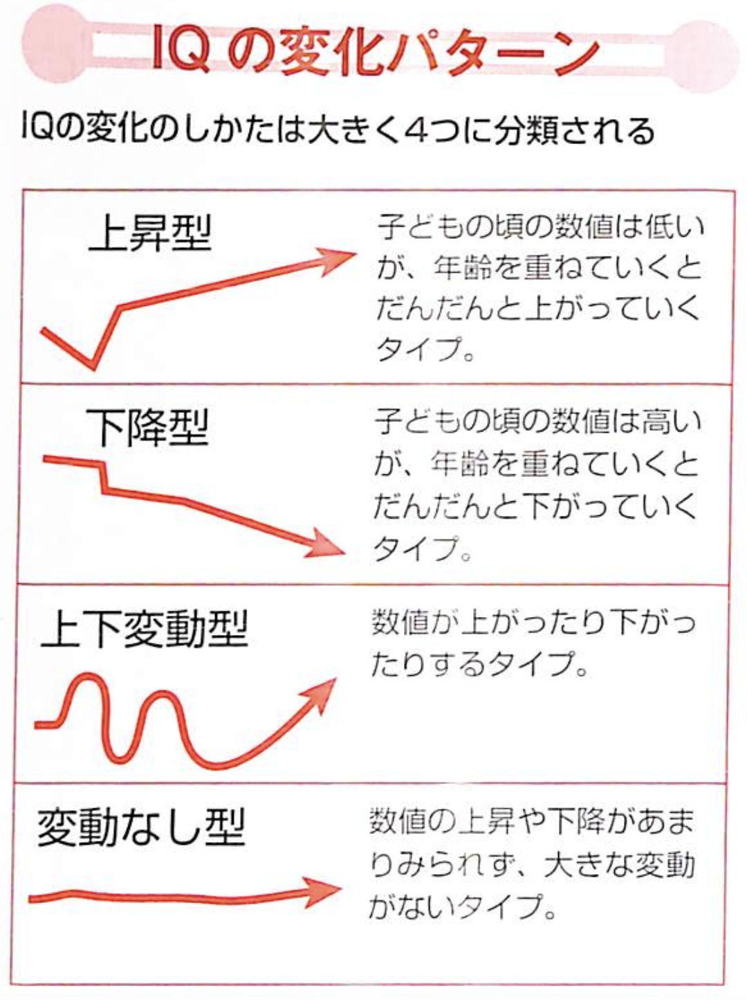 IQの変化パターン
IQの変化のしかたは大きく4つに分類される
上昇型
子どもの頃の数値は低い
が、年齢を重ねていくと
だんだんと上がっていく
タイプ。
下降型
子どもの頃の数値は高い
が、年齢を重ねていくと
だんだんと下がっていく
タイプ。
上下変動型
数値が上がったり下がっ
たりするタイプ。
変動なし型
数値の上昇や下降があま
りみられず、大きな変動
がないタイプ。